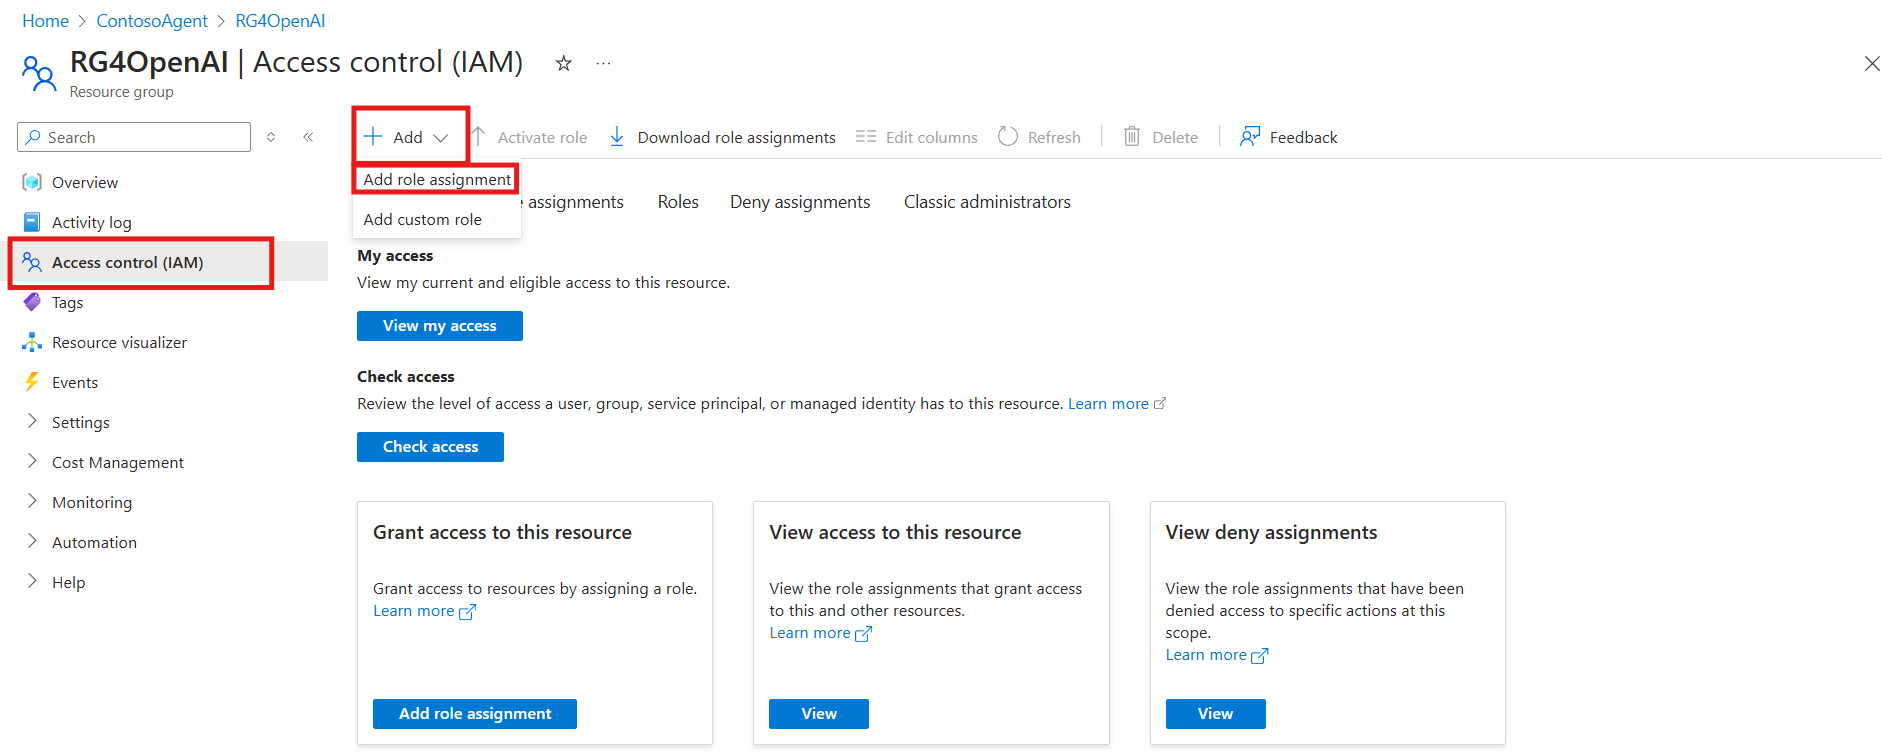 Home > ContosoAgent > RG4OpenAI
RG4OpenAI | Access control (IAM) ☆ ...
Resource group
Search
Overview
Activity log
Access control (IAM)
Tags
Resource visualizer
Events
Settings
Cost Management
Monitoring
Automation
Help
Add Activate role Download role assignments Edit columns Refresh Delete Feedback
Add role assignment
Add custom role
assignments Roles Deny assignments Classic administrators
My access
View my current and eligible access to this resource.
View my access
Check access
Review the level of access a user, group, service principal, or managed identity has to this resource. Learn more
Check access
Grant access to this resource
Grant access to resources by assigning a role.
Learn more
Add role assignment
View access to this resource
View the role assignments that grant access
to this and other resources.
Learn more
View
View deny assignments
View the role assignments that have been
denied access to specific actions at this
scope.
Learn more
View